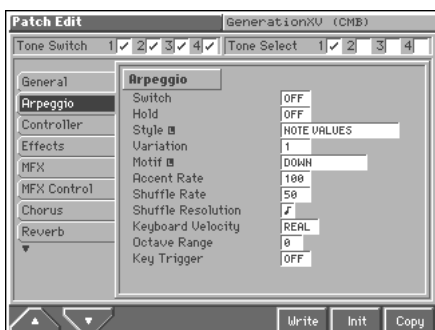 Patch Edit GenerationXV (CMB)
Tone Switch 1 2 3 4 Tone Select 1 2 3 4
General
Arpeggio
Controller
Effects
MFX
MFX Control
Chorus
Reverb
Arpeggio
Switch OFF
Hold OFF
Style NOTE VALUES
Variation 1
Motif DOWN
Accent Rate 100
Shuffle Rate 50
Shuffle Resolution
Keyboard Velocity REAL
Octave Range 0
Key Trigger OFF
Write Init Copy